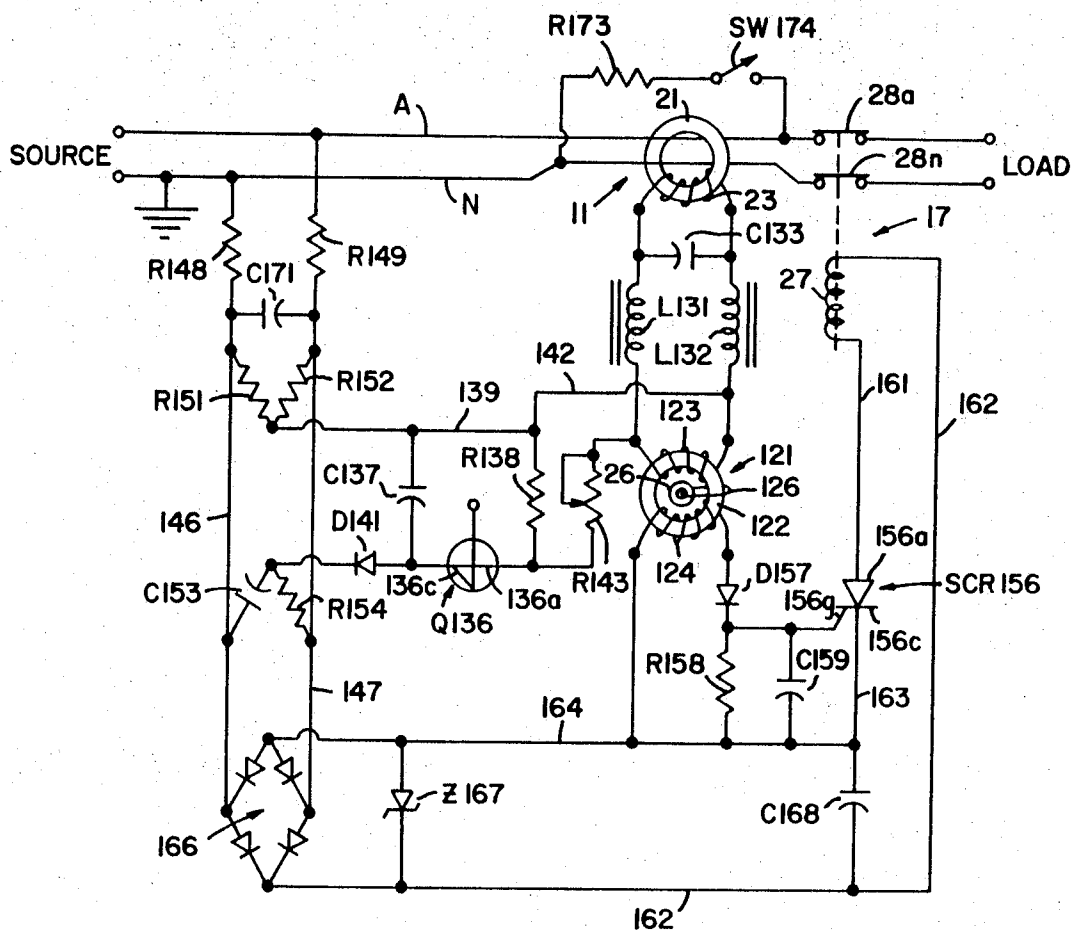 R173
SW 174
21
28a
A
SOURCE
LOAD
28n
N
23
11
17
C133
R148
R149
C171
27
L131
L132
142
161
162
R151
R152
139
123
R138
121
C137
26
126
122
146
D141
R143
124
156a
D157
SCR 156
C153
R154
136c
136a
Q136
156g
156c
R158
C159
163
147
164
Z 167
C168
166
162